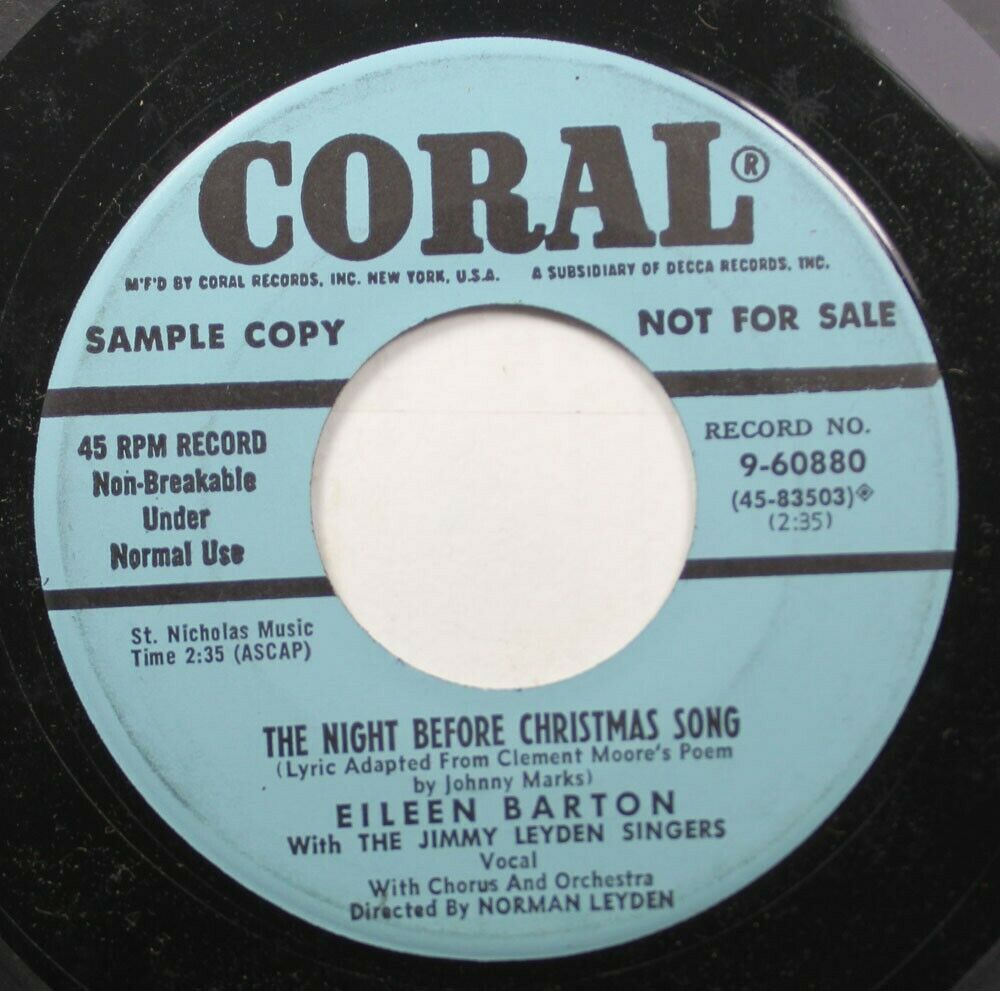 CORAL®
M'F'D BY CORAL RECORDS, INC. NEW YORK, U.S.A. A SUBSIDIARY OF DECCA RECORDS, INC.
SAMPLE COPY
NOT FOR SALE
45 RPM RECORD
Non-Breakable
Under
Normal Use
RECORD NO.
9-60880
(45-83503)
(2:35)
St. Nicholas Music
Time 2:35 (ASCAP)
THE NIGHT BEFORE CHRISTMAS SONG
(Lyric Adapted From Clement Moore's Poem
by Johnny Marks)
EILEEN BARTON
With THE JIMMY LEYDEN SINGERS
Vocal
With Chorus And Orchestra
Directed By NORMAN LEYDEN